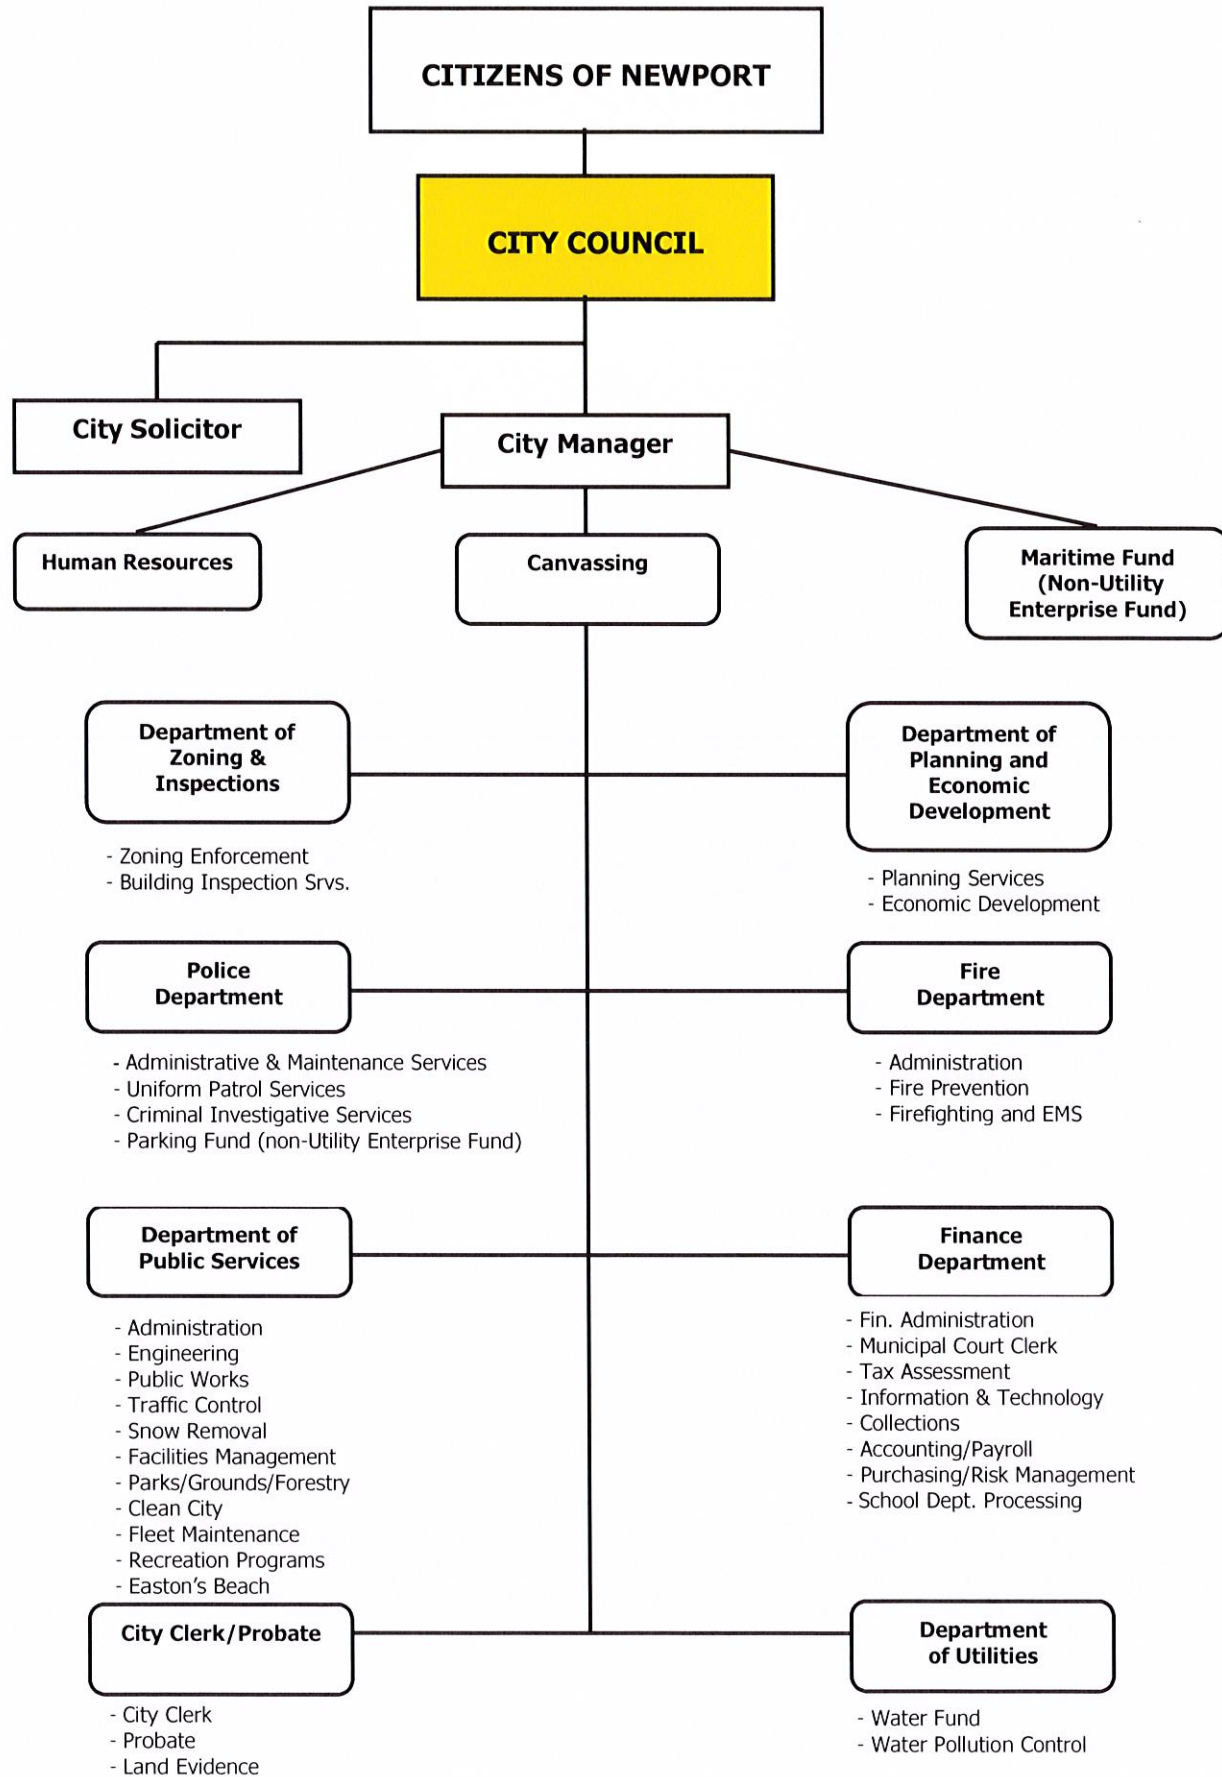 CITIZENS OF NEWPORT
CITY COUNCIL
City Solicitor
City Manager
Human Resources
Canvassing
Maritime Fund
(Non-Utility
Enterprise Fund)
Department of
Zoning &
Inspections
- Zoning Enforcement
- Building Inspection Srvs.
Department of
Planning and
Economic
Development
- Planning Services
- Economic Development
Police
Department
- Administrative & Maintenance Services
- Uniform Patrol Services
- Criminal Investigative Services
- Parking Fund (non-Utility Enterprise Fund)
Fire
Department
- Administration
- Fire Prevention
- Firefighting and EMS
Department of
Public Services
- Administration
- Engineering
- Public Works
- Traffic Control
- Snow Removal
- Facilities Management
- Parks/Grounds/Forestry
- Clean City
- Fleet Maintenance
- Recreation Programs
- Easton's Beach
Finance
Department
- Fin. Administration
- Municipal Court Clerk
- Tax Assessment
- Information & Technology
- Collections
- Accounting/Payroll
- Purchasing/Risk Management
- School Dept. Processing
City Clerk/Probate
- City Clerk
- Probate
- Land Evidence
Department
of Utilities
- Water Fund
- Water Pollution Control